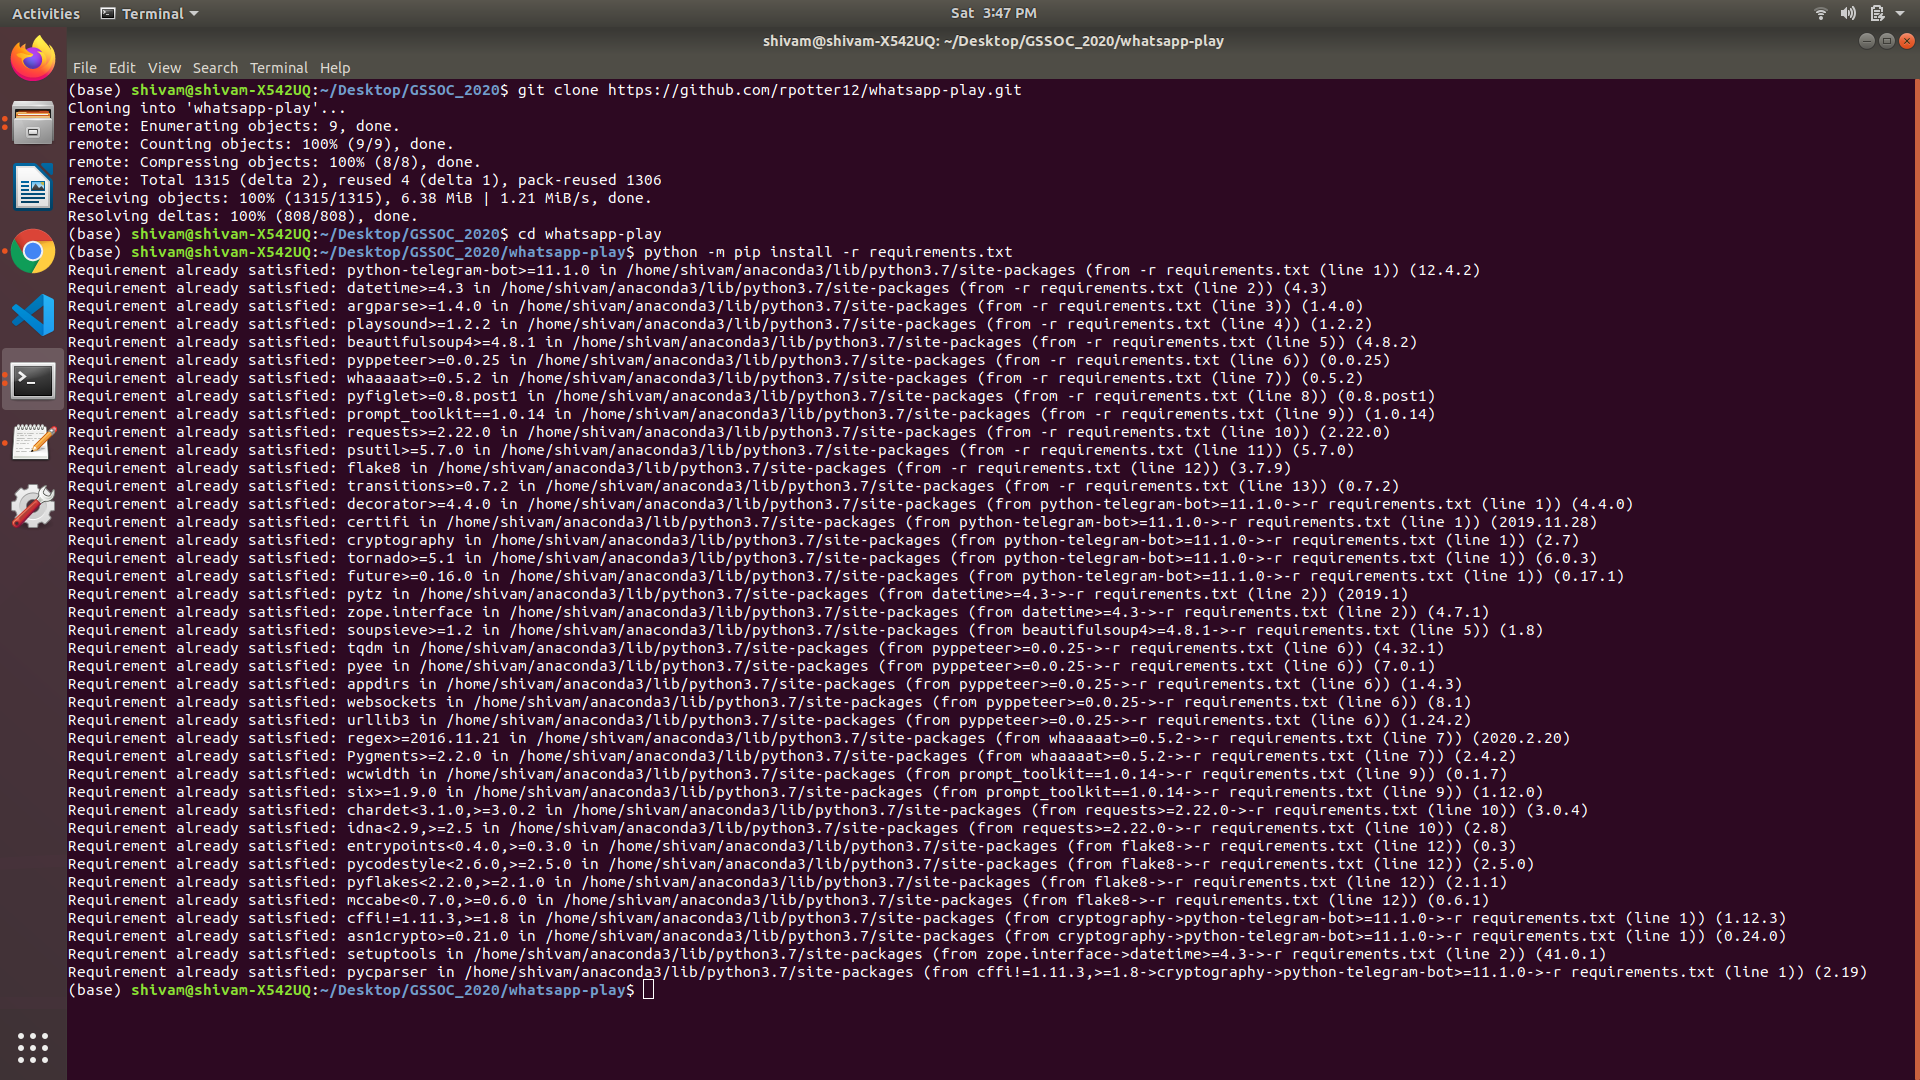 Activities Terminal Sat 3:47 PM
shivam@shivam-X542UQ: ~/Desktop/GSSOC_2020/whatsapp-play
File Edit View Search Terminal Help
(base) shivam@shivam-X542UQ:~/Desktop/GSSOC_2020$ git clone https://github.com/rpotter12/whatsapp-play.git
Cloning into 'whatsapp-play'...
remote: Enumerating objects: 9, done.
remote: Counting objects: 100% (9/9), done.
remote: Compressing objects: 100% (8/8), done.
remote: Total 1315 (delta 2), reused 4 (delta 1), pack-reused 1306
Receiving objects: 100% (1315/1315), 6.38 MiB | 1.21 MiB/s, done.
Resolving deltas: 100% (808/808), done.
(base) shivam@shivam-X542UQ:~/Desktop/GSSOC_2020$ cd whatsapp-play
(base) shivam@shivam-X542UQ:~/Desktop/GSSOC_2020/whatsapp-play$ python -m pip install -r requirements.txt
Requirement already satisfied: python-telegram-bot>=11.1.0 in /home/shivam/anaconda3/lib/python3.7/site-packages (from -r requirements.txt (line 1)) (12.4.2)
Requirement already satisfied: datetime>=4.3 in /home/shivam/anaconda3/lib/python3.7/site-packages (from -r requirements.txt (line 2)) (4.3)
Requirement already satisfied: argparse>=1.4.0 in /home/shivam/anaconda3/lib/python3.7/site-packages (from -r requirements.txt (line 3)) (1.4.0)
Requirement already satisfied: playsound>=1.2.2 in /home/shivam/anaconda3/lib/python3.7/site-packages (from -r requirements.txt (line 4)) (1.2.2)
Requirement already satisfied: beautifulsoup4>=4.8.1 in /home/shivam/anaconda3/lib/python3.7/site-packages (from -r requirements.txt (line 5)) (4.8.2)
Requirement already satisfied: pyppeteer>=0.0.25 in /home/shivam/anaconda3/lib/python3.7/site-packages (from -r requirements.txt (line 6)) (0.0.25)
Requirement already satisfied: whaaaaat>=0.5.2 in /home/shivam/anaconda3/lib/python3.7/site-packages (from -r requirements.txt (line 7)) (0.5.2)
Requirement already satisfied: pyfiglet>=0.8.post1 in /home/shivam/anaconda3/lib/python3.7/site-packages (from -r requirements.txt (line 8)) (0.8.post1)
Requirement already satisfied: prompt_toolkit==1.0.14 in /home/shivam/anaconda3/lib/python3.7/site-packages (from -r requirements.txt (line 9)) (1.0.14)
Requirement already satisfied: requests>=2.22.0 in /home/shivam/anaconda3/lib/python3.7/site-packages (from -r requirements.txt (line 10)) (2.22.0)
Requirement already satisfied: psutil>=5.7.0 in /home/shivam/anaconda3/lib/python3.7/site-packages (from -r requirements.txt (line 11)) (5.7.0)
Requirement already satisfied: flake8 in /home/shivam/anaconda3/lib/python3.7/site-packages (from -r requirements.txt (line 12)) (3.7.9)
Requirement already satisfied: transitions>=0.7.2 in /home/shivam/anaconda3/lib/python3.7/site-packages (from -r requirements.txt (line 13)) (0.7.2)
Requirement already satisfied: decorator>=4.4.0 in /home/shivam/anaconda3/lib/python3.7/site-packages (from python-telegram-bot>=11.1.0->-r requirements.txt (line 1)) (4.4.0)
Requirement already satisfied: certifi in /home/shivam/anaconda3/lib/python3.7/site-packages (from python-telegram-bot>=11.1.0->-r requirements.txt (line 1)) (2019.11.28)
Requirement already satisfied: cryptography in /home/shivam/anaconda3/lib/python3.7/site-packages (from python-telegram-bot>=11.1.0->-r requirements.txt (line 1)) (2.7)
Requirement already satisfied: tornado>=5.1 in /home/shivam/anaconda3/lib/python3.7/site-packages (from python-telegram-bot>=11.1.0->-r requirements.txt (line 1)) (6.0.3)
Requirement already satisfied: future>=0.16.0 in /home/shivam/anaconda3/lib/python3.7/site-packages (from python-telegram-bot>=11.1.0->-r requirements.txt (line 1)) (0.17.1)
Requirement already satisfied: pytz in /home/shivam/anaconda3/lib/python3.7/site-packages (from datetime>=4.3->-r requirements.txt (line 2)) (2019.1)
Requirement already satisfied: zope.interface in /home/shivam/anaconda3/lib/python3.7/site-packages (from datetime>=4.3->-r requirements.txt (line 2)) (4.7.1)
Requirement already satisfied: soupsieve>=1.2 in /home/shivam/anaconda3/lib/python3.7/site-packages (from beautifulsoup4>=4.8.1->-r requirements.txt (line 5)) (1.8)
Requirement already satisfied: tqdm in /home/shivam/anaconda3/lib/python3.7/site-packages (from pyppeteer>=0.0.25->-r requirements.txt (line 6)) (4.32.1)
Requirement already satisfied: pyee in /home/shivam/anaconda3/lib/python3.7/site-packages (from pyppeteer>=0.0.25->-r requirements.txt (line 6)) (7.0.1)
Requirement already satisfied: appdirs in /home/shivam/anaconda3/lib/python3.7/site-packages (from pyppeteer>=0.0.25->-r requirements.txt (line 6)) (1.4.3)
Requirement already satisfied: websockets in /home/shivam/anaconda3/lib/python3.7/site-packages (from pyppeteer>=0.0.25->-r requirements.txt (line 6)) (8.1)
Requirement already satisfied: urllib3 in /home/shivam/anaconda3/lib/python3.7/site-packages (from pyppeteer>=0.0.25->-r requirements.txt (line 6)) (1.24.2)
Requirement already satisfied: regex>=2016.11.21 in /home/shivam/anaconda3/lib/python3.7/site-packages (from whaaaaat>=0.5.2->-r requirements.txt (line 7)) (2020.2.20)
Requirement already satisfied: Pygments>=2.2.0 in /home/shivam/anaconda3/lib/python3.7/site-packages (from whaaaaat>=0.5.2->-r requirements.txt (line 7)) (2.4.2)
Requirement already satisfied: wcwidth in /home/shivam/anaconda3/lib/python3.7/site-packages (from prompt_toolkit==1.0.14->-r requirements.txt (line 9)) (0.1.7)
Requirement already satisfied: six>=1.9.0 in /home/shivam/anaconda3/lib/python3.7/site-packages (from prompt_toolkit==1.0.14->-r requirements.txt (line 9)) (1.12.0)
Requirement already satisfied: chardet<3.1.0,>=3.0.2 in /home/shivam/anaconda3/lib/python3.7/site-packages (from requests>=2.22.0->-r requirements.txt (line 10)) (3.0.4)
Requirement already satisfied: idna<2.9,>=2.5 in /home/shivam/anaconda3/lib/python3.7/site-packages (from requests>=2.22.0->-r requirements.txt (line 10)) (2.8)
Requirement already satisfied: entrypoints<0.4.0,>=0.3.0 in /home/shivam/anaconda3/lib/python3.7/site-packages (from flake8->-r requirements.txt (line 12)) (0.3)
Requirement already satisfied: pycodestyle<2.6.0,>=2.5.0 in /home/shivam/anaconda3/lib/python3.7/site-packages (from flake8->-r requirements.txt (line 12)) (2.5.0)
Requirement already satisfied: pyflakes<2.2.0,>=2.1.0 in /home/shivam/anaconda3/lib/python3.7/site-packages (from flake8->-r requirements.txt (line 12)) (2.1.1)
Requirement already satisfied: mccabe<0.7.0,>=0.6.0 in /home/shivam/anaconda3/lib/python3.7/site-packages (from flake8->-r requirements.txt (line 12)) (0.6.1)
Requirement already satisfied: cffi!=1.11.3,>=1.8 in /home/shivam/anaconda3/lib/python3.7/site-packages (from cryptography->python-telegram-bot>=11.1.0->-r requirements.txt (line 1)) (1.12.3)
Requirement already satisfied: asn1crypto>=0.21.0 in /home/shivam/anaconda3/lib/python3.7/site-packages (from cryptography->python-telegram-bot>=11.1.0->-r requirements.txt (line 1)) (0.24.0)
Requirement already satisfied: setuptools in /home/shivam/anaconda3/lib/python3.7/site-packages (from zope.interface->datetime>=4.3->-r requirements.txt (line 2)) (41.0.1)
Requirement already satisfied: pycparser in /home/shivam/anaconda3/lib/python3.7/site-packages (from cffi!=1.11.3,>=1.8->cryptography->python-telegram-bot>=11.1.0->-r requirements.txt (line 1)) (2.19)
(base) shivam@shivam-X542UQ:~/Desktop/GSSOC_2020/whatsapp-play$